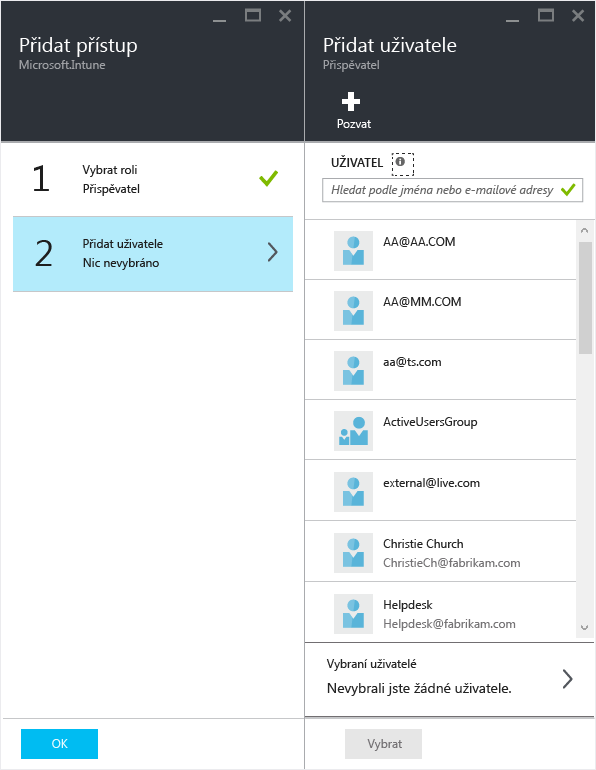 Přidat přístup
Microsoft.Intune
1
Vybrat roli
Přispěvatel
2
Přidat uživatele
Nic nevybráno
OK
Přidat uživatele
Přispěvatel
Pozvat
UŽIVATEL
Hledat podle jména nebo e-mailové adresy
AA@AA.COM
AA@MM.COM
aa@ts.com
ActiveUsersGroup
external@live.com
Christie Church
ChristieCh@fabrikam.com
Helpdesk
Helpdesk@fabrikam.com
Vybraní uživatelé
Nevybrali jste žádné uživatele.
Vybrat